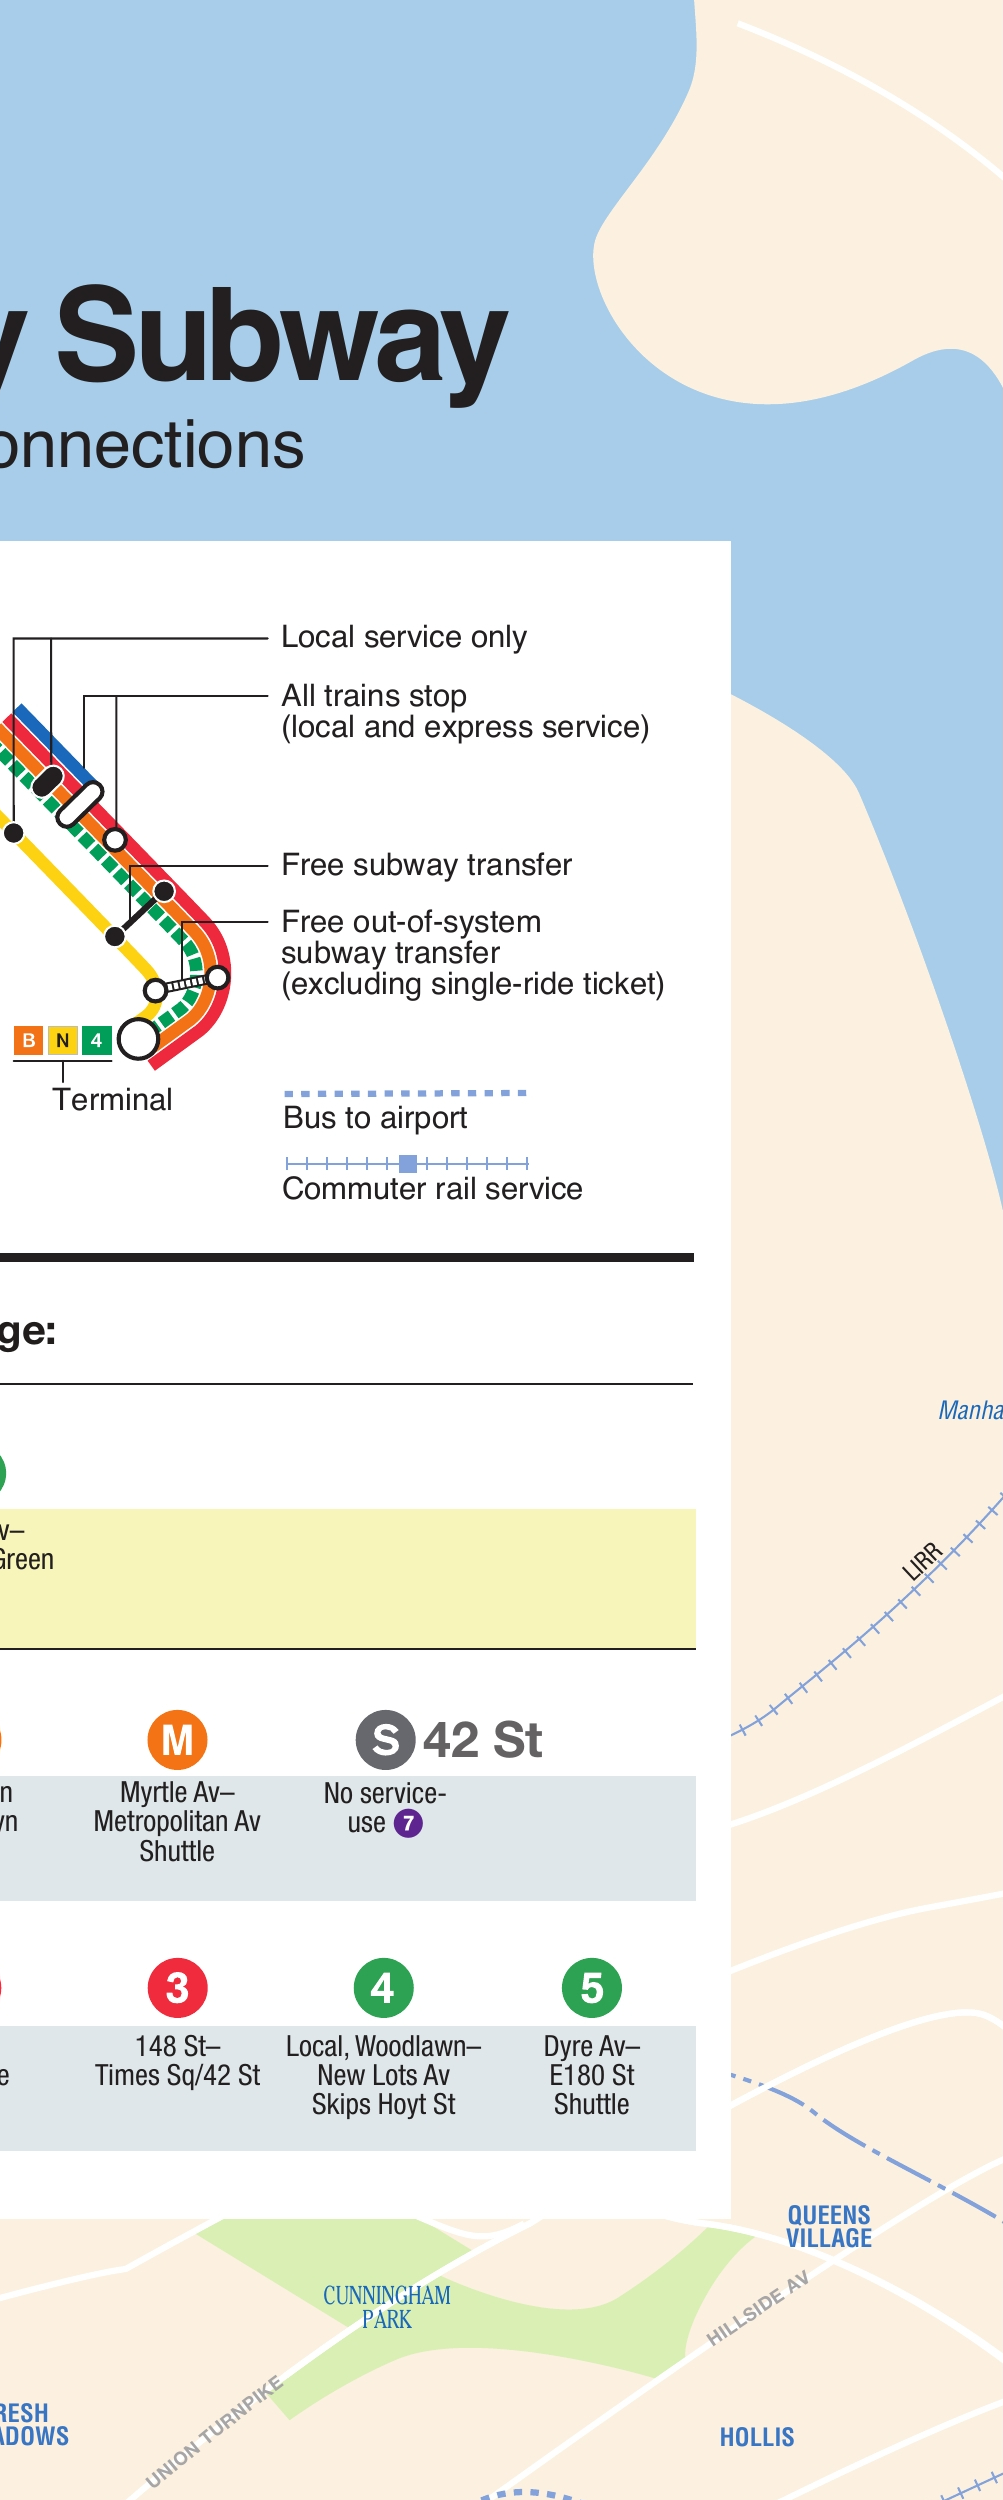 y Subway
onnections
Local service only
All trains stop
(local and express service)
Free subway transfer
Free out-of-system
subway transfer
(excluding single-ride ticket)
B N 4
Terminal
Bus to airport
Commuter rail service
ge:
v–
Green
M
S 42 St
n
vn
Myrtle Av–
Metropolitan Av
Shuttle
No service-
use 7
3
4
5
e
148 St–
Times Sq/42 St
Local, Woodlawn–
New Lots Av
Skips Hoyt St
Dyre Av–
E180 St
Shuttle
Manha
LIRR
QUEENS
VILLAGE
HILLSIDE AV
CUNNINGHAM
PARK
UNION TURNPIKE
RESH
ADOWS
HOLLIS